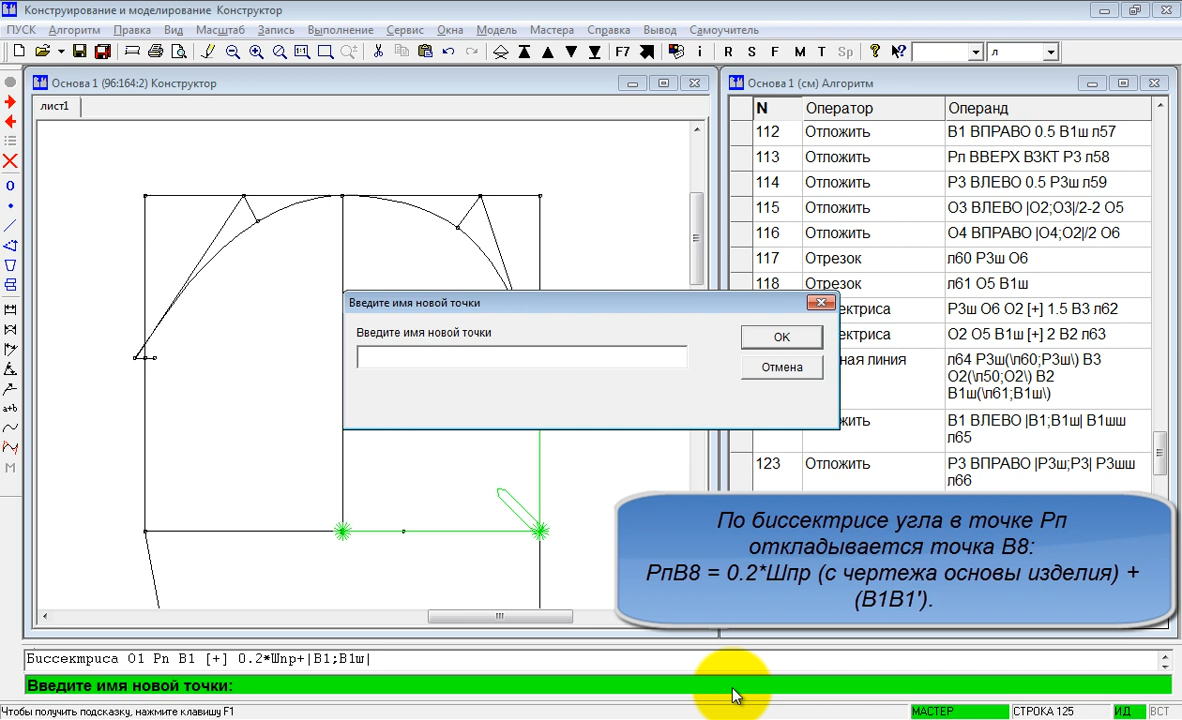 Конструирование и моделирование Конструктор
ПУСК Алгоритм Правка Вид Масштаб Запись Выполнение Сервис Окна Модель Мастера Справка Вывод Самоучитель
F7 i R S F M T Sp л
Основа 1 (96:164:2) Конструктор
Основа 1 (см) Алгоритм
лист1
N Оператор Операнд
112 Отложить В1 ВПРАВО 0.5 В1ш л57
113 Отложить Рп ВВЕРХ ВЗКТ Р3 л58
114 Отложить Р3 ВЛЕВО 0.5 Р3ш л59
115 Отложить О3 ВЛЕВО |О2;О3|/2-2 О5
116 Отложить О4 ВПРАВО |О4;О2|/2 О6
117 Отрезок л60 Р3ш О6
118 Отрезок л61 О5 В1ш
ектриса Р3ш О6 О2 [+] 1.5 В3 л62
ектриса О2 О5 В1ш [+] 2 В2 л63
ная линия л64 Р3ш(\л60;Р3ш\) В3
О2(\л50;О2\) В2
В1ш(\л61;В1ш\)
жить В1 ВЛЕВО |В1;В1ш| В1шш
л65
123 Отложить Р3 ВПРАВО |Р3ш;Р3| Р3шш
л66
Введите имя новой точки
Введите имя новой точки
OK
Отмена
По биссектрисе угла в точке Рп
откладывается точка В8:
РпВ8 = 0.2*Шпр (с чертежа основы изделия) +
(В1В1').
Биссектриса О1 Рп В1 [+] 0.2*Шпр+|В1;В1ш|
Введите имя новой точки:
Чтобы получить подсказку, нажмите клавишу F1
МАСТЕР СТРОКА 125 ИД ВСТ